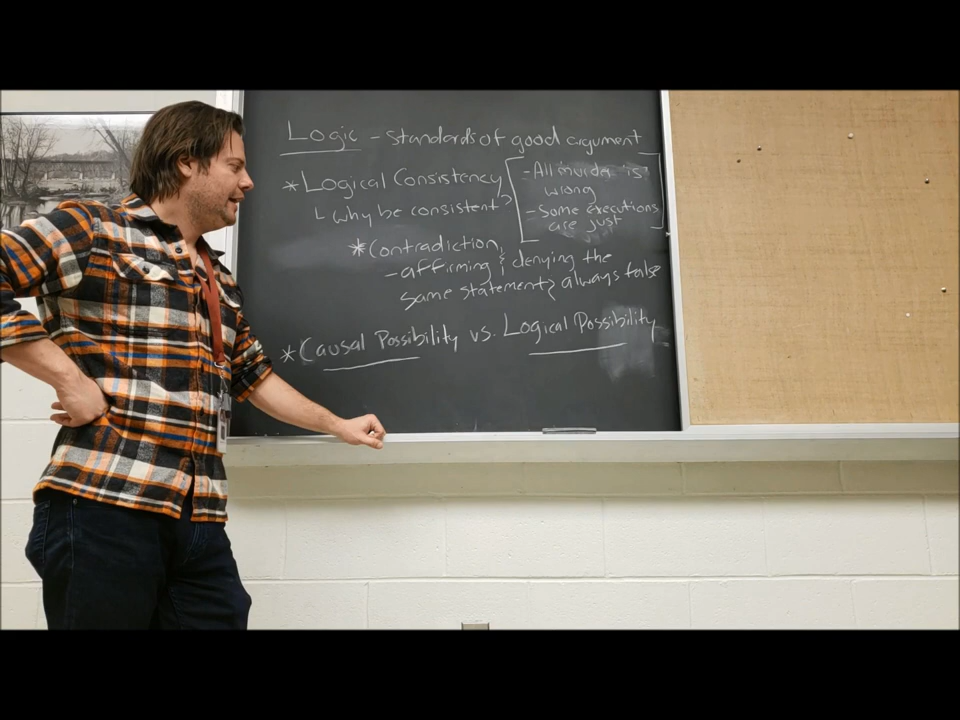 Logic - standards of good argument
* Logical Consistency
└ why be consistent?
- All murder is
wrong
- Some executions
are just
* Contradiction
- affirming & denying the
same statement } always false
* Causal Possibility vs. Logical Possibility